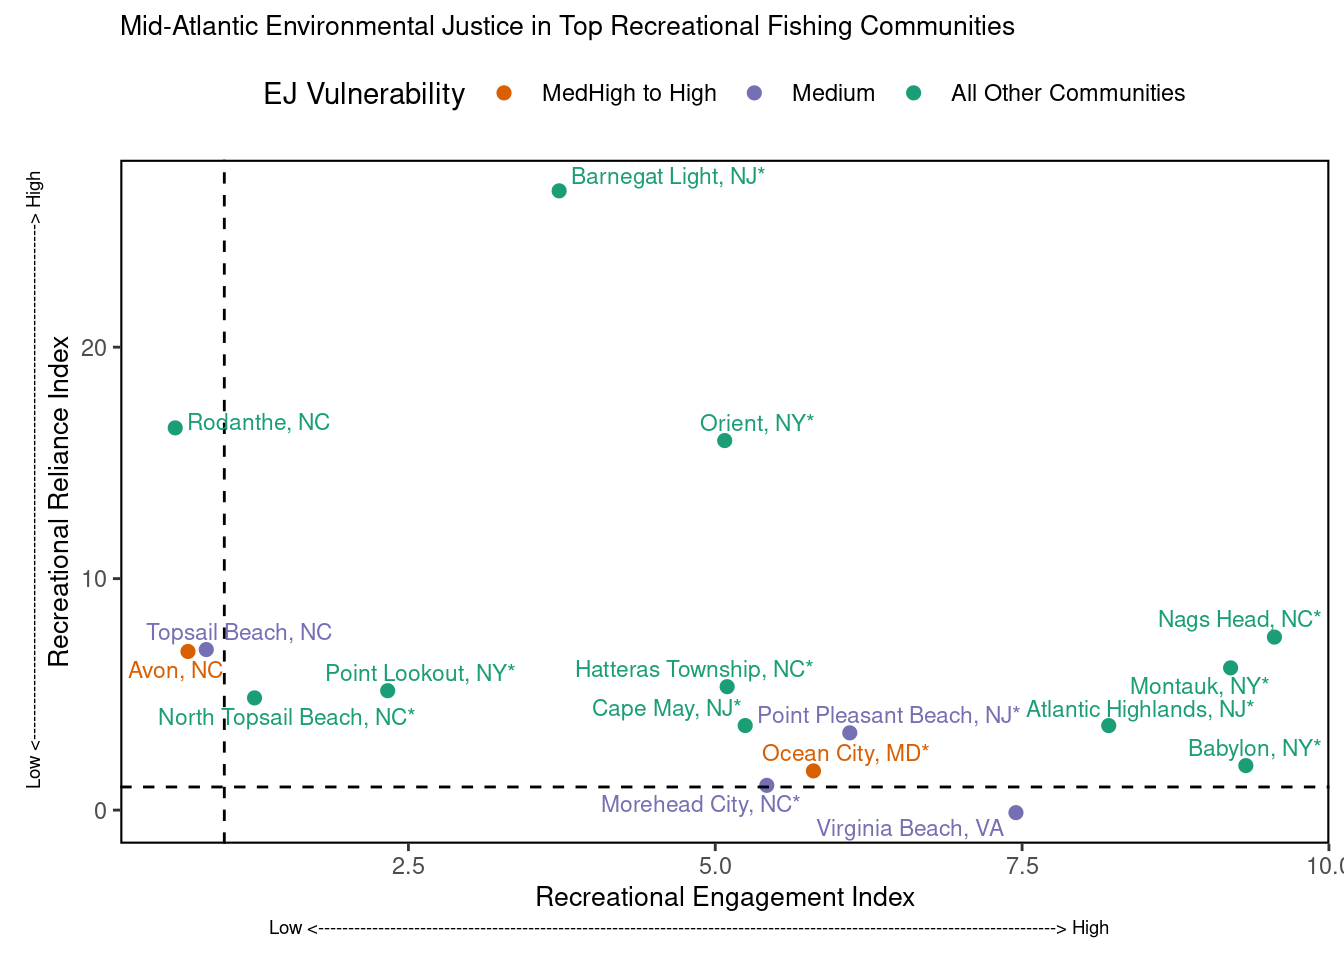 Mid-Atlantic Environmental Justice in Top Recreational Fishing Communities
EJ Vulnerability MedHigh to High Medium All Other Communities
Barnegat Light, NJ*
20
Rodanthe, NC
Orient, NY*
10
Nags Head, NC*
Topsail Beach, NC
Avon, NC
Point Lookout, NY*
Hatteras Township, NC*
Montauk, NY*
North Topsail Beach, NC*
Cape May, NJ*
Point Pleasant Beach, NJ*
Atlantic Highlands, NJ*
Ocean City, MD*
Babylon, NY*
Morehead City, NC*
0
Virginia Beach, VA
2.5 5.0 7.5 10.0
Recreational Engagement Index
Low <--------------------------------------------------------------------------------------------------------------------------> High
Recreational Reliance Index
Low <--------------------------------------------------------------------------------------> High